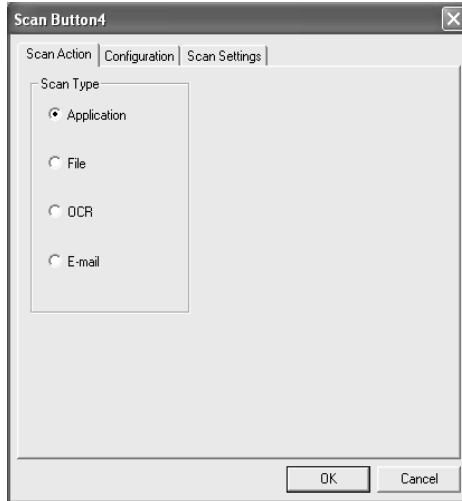 Scan Button4
Scan Action Configuration Scan Settings
Scan Type
Application
File
OCR
E-mail
OK Cancel